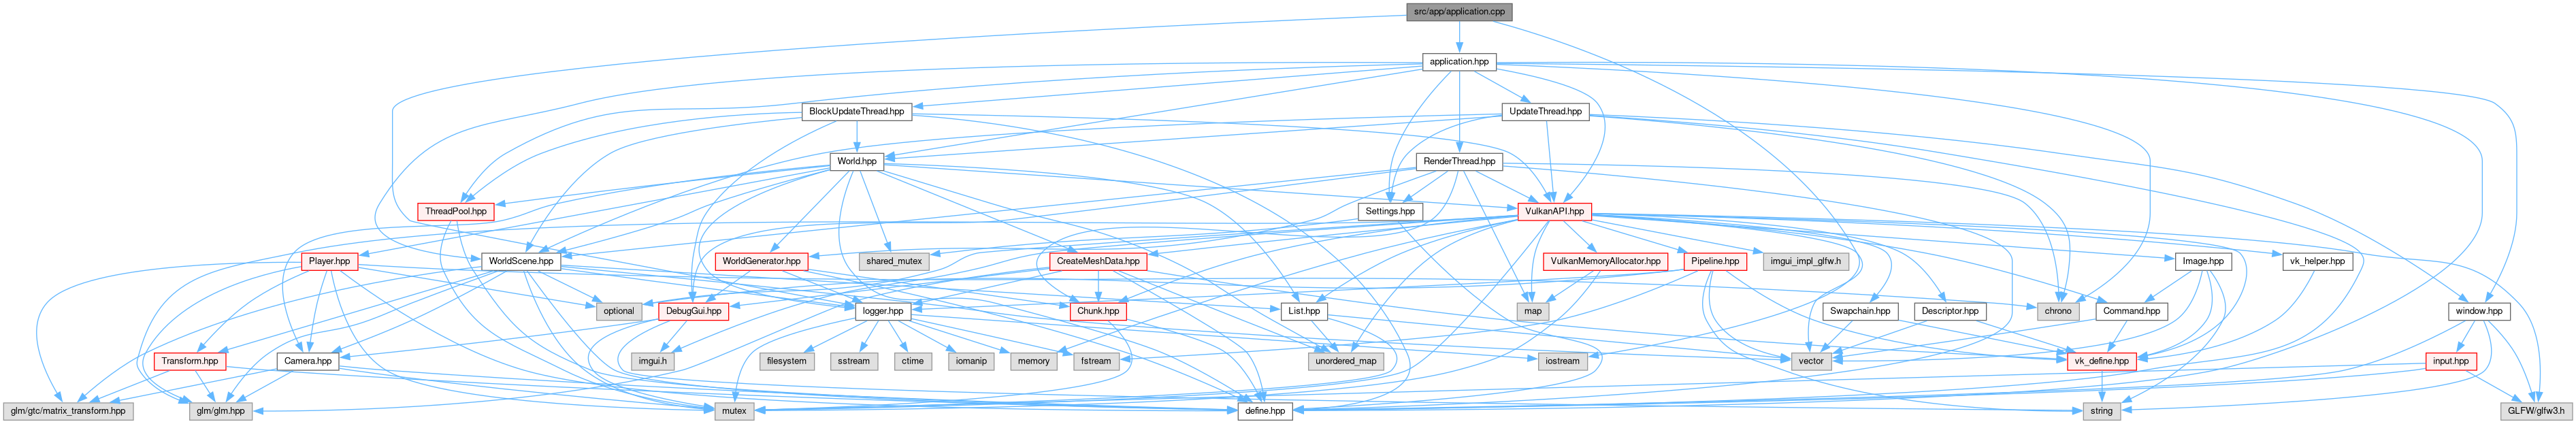 src/app/application.cpp
application.hpp
BlockUpdateThread.hpp
UpdateThread.hpp
World.hpp
RenderThread.hpp
ThreadPool.hpp
Settings.hpp
VulkanAPI.hpp
Player.hpp
WorldScene.hpp
WorldGenerator.hpp
shared_mutex
CreateMeshData.hpp
VulkanMemoryAllocator.hpp
Pipeline.hpp
imgui_impl_glfw.h
Image.hpp
vk_helper.hpp
optional
DebugGui.hpp
logger.hpp
Chunk.hpp
List.hpp
map
Swapchain.hpp
Descriptor.hpp
chrono
Command.hpp
window.hpp
Transform.hpp
Camera.hpp
imgui.h
filesystem
sstream
ctime
iomanip
memory
fstream
unordered_map
iostream
vector
vk_define.hpp
input.hpp
glm/gtc/matrix_transform.hpp
glm/glm.hpp
mutex
define.hpp
string
GLFW/glfw3.h